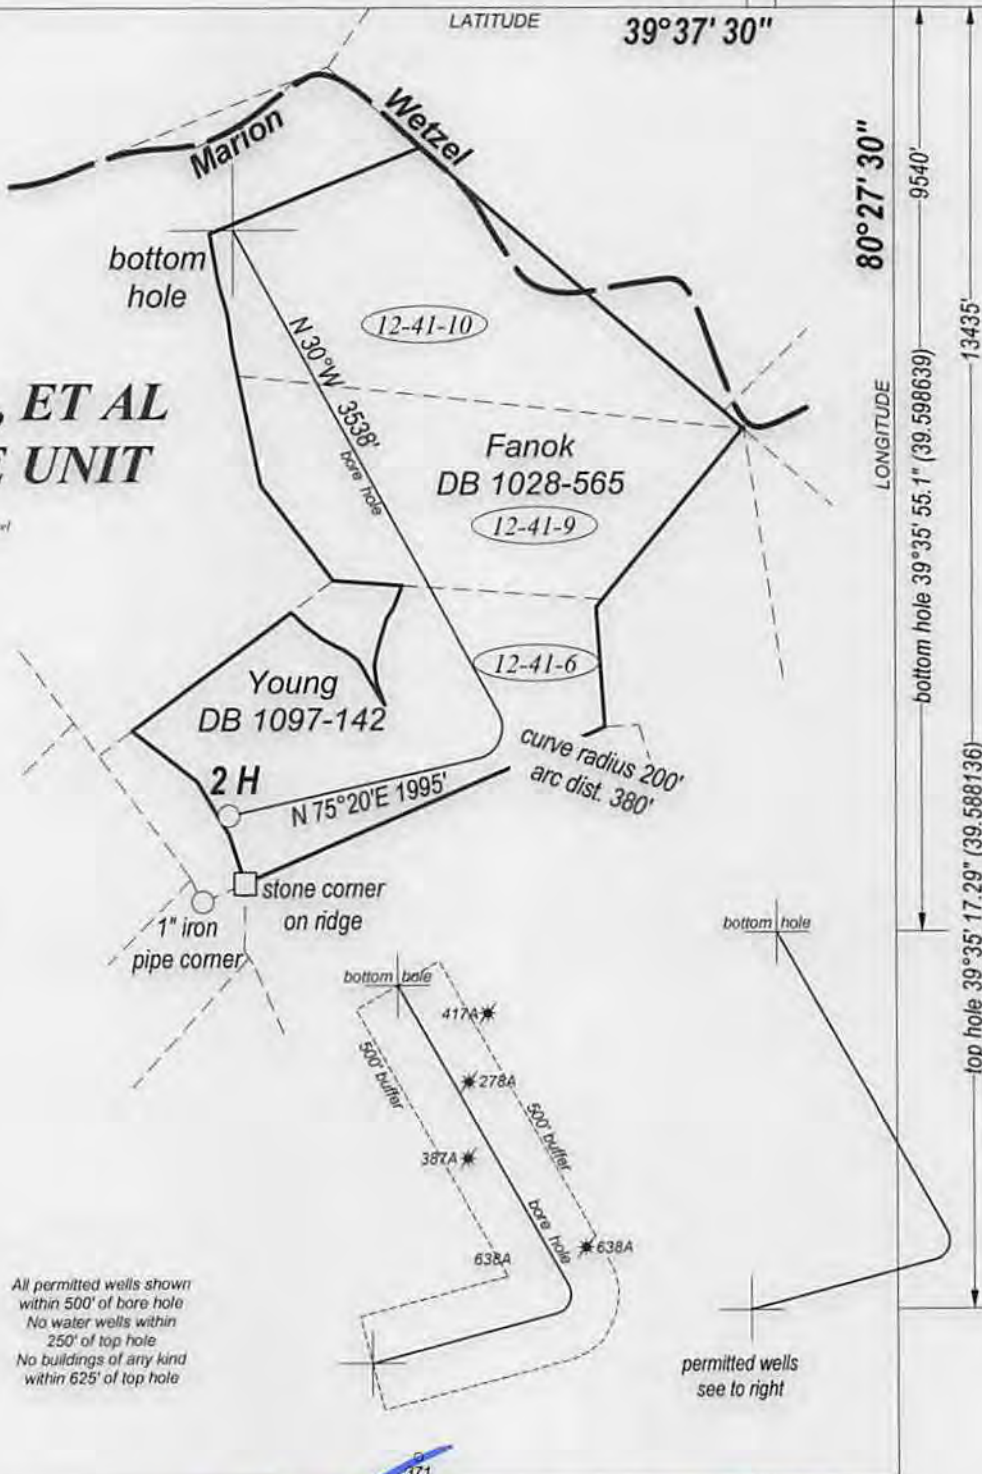 LATITUDE
39°37' 30"
Marion
Wetzel
80°27' 30"
9540'
13435'
bottom
hole
12-41-10
N 30°W 3538'
bore hole
, ET AL
E UNIT
LONGITUDE
Fanok
DB 1028-565
12-41-9
bottom hole 39°35' 55.1" (39.598639)
12-41-6
Young
DB 1097-142
curve radius 200'
arc dist. 380'
2 H
N 75°20'E 1995'
top hole 39°35' 17.29" (39.588136)
stone corner
on ridge
1" iron
pipe corner
bottom hole
bottom hole
417A
500' buffer
278A
500' buffer
387A
bore hole
638A
638A
All permitted wells shown
within 500' of bore hole
No water wells within
250' of top hole
No buildings of any kind
within 625' of top hole
permitted wells
see to right
371